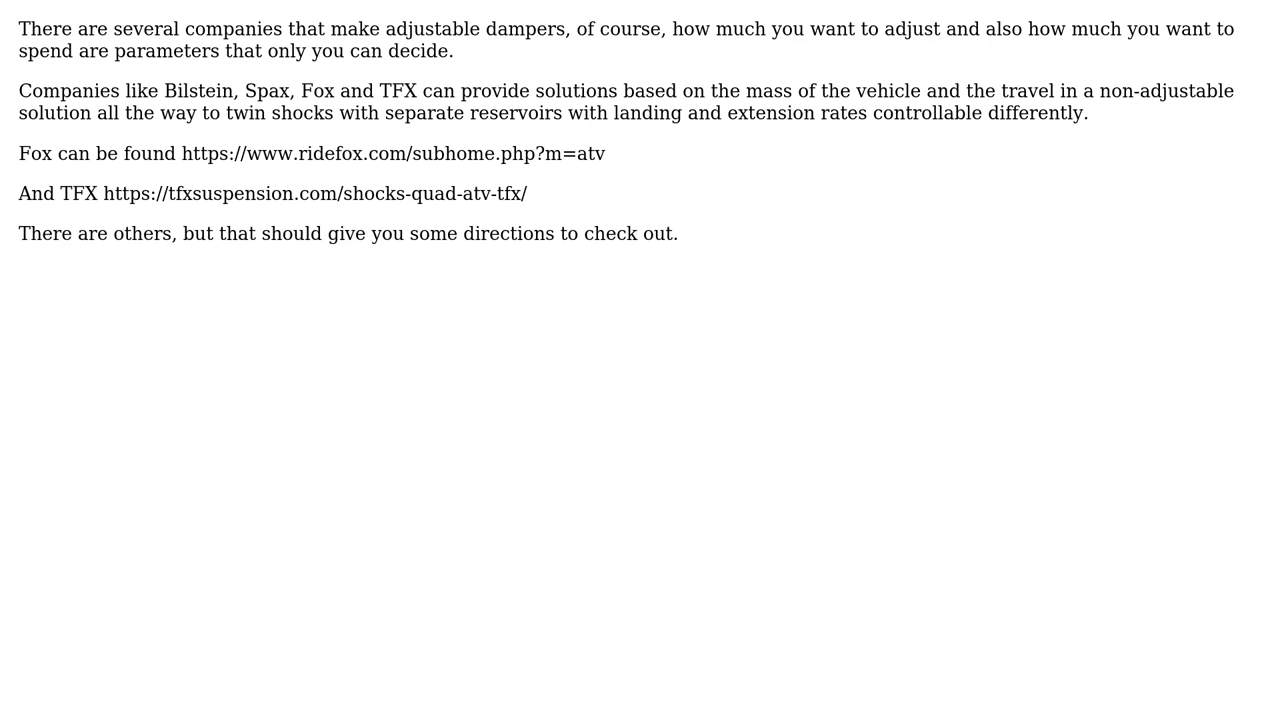 There are several companies that make adjustable dampers, of course, how much you want to adjust and also how much you want to
spend are parameters that only you can decide.
Companies like Bilstein, Spax, Fox and TFX can provide solutions based on the mass of the vehicle and the travel in a non-adjustable
solution all the way to twin shocks with separate reservoirs with landing and extension rates controllable differently.
Fox can be found https://www.ridefox.com/subhome.php?m=atv
And TFX https://tfxsuspension.com/shocks-quad-atv-tfx/
There are others, but that should give you some directions to check out.